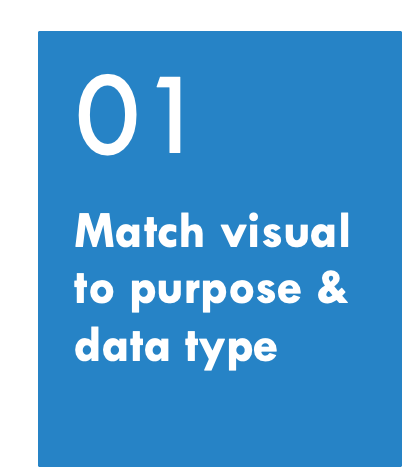 01
Match visual
to purpose &
data type